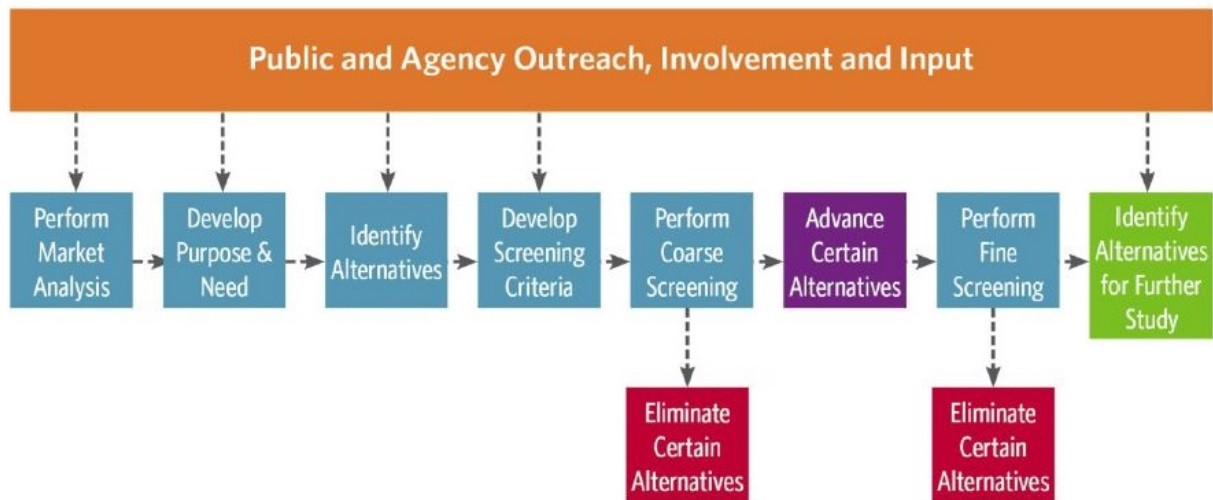 Public and Agency Outreach, Involvement and Input
Perform
Market
Analysis
Develop
Purpose &
Need
Identify
Alternatives
Develop
Screening
Criteria
Perform
Coarse
Screening
Advance
Certain
Alternatives
Perform
Fine
Screening
Identify
Alternatives
for Further
Study
Eliminate
Certain
Alternatives
Eliminate
Certain
Alternatives